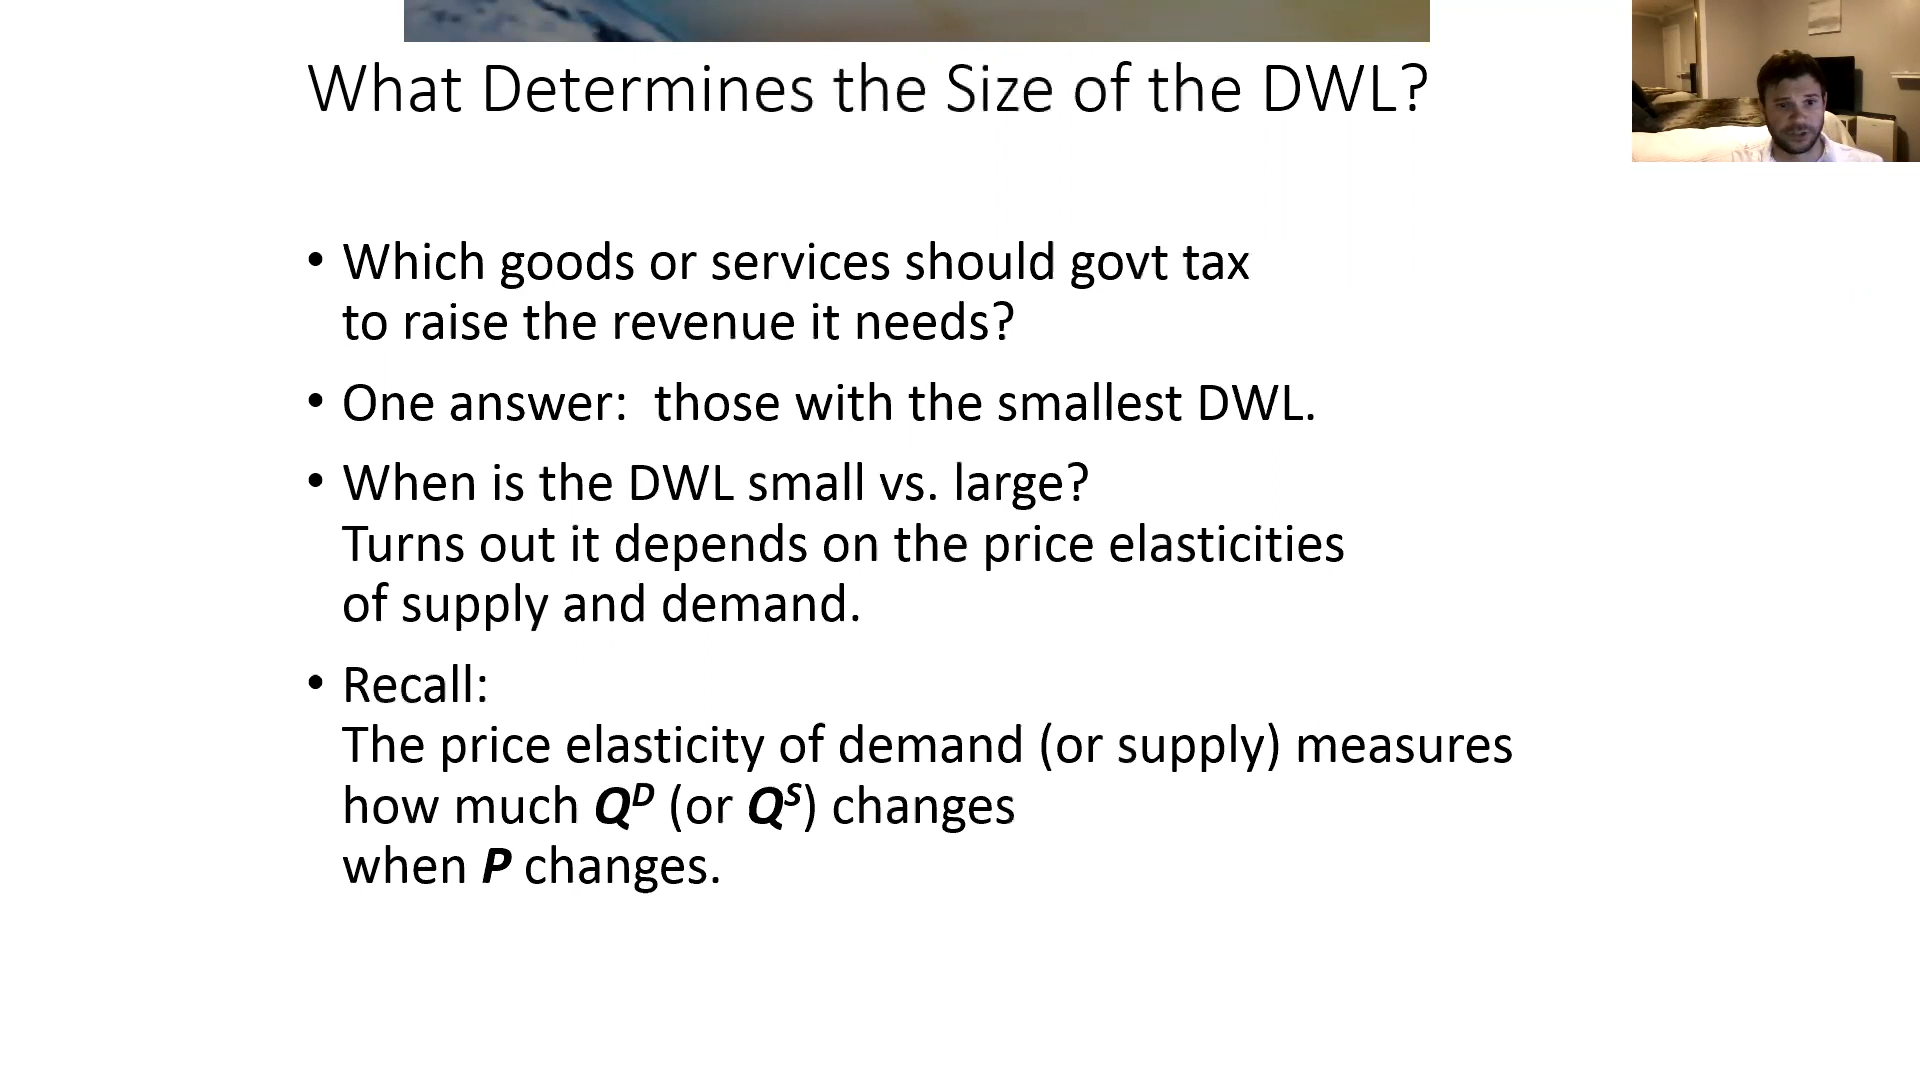 What Determines the Size of the DWL?
• Which goods or services should govt tax
to raise the revenue it needs?
• One answer:  those with the smallest DWL.
• When is the DWL small vs. large?
Turns out it depends on the price elasticities
of supply and demand.
• Recall:
The price elasticity of demand (or supply) measures
how much Q^D (or Q^S) changes
when P changes.